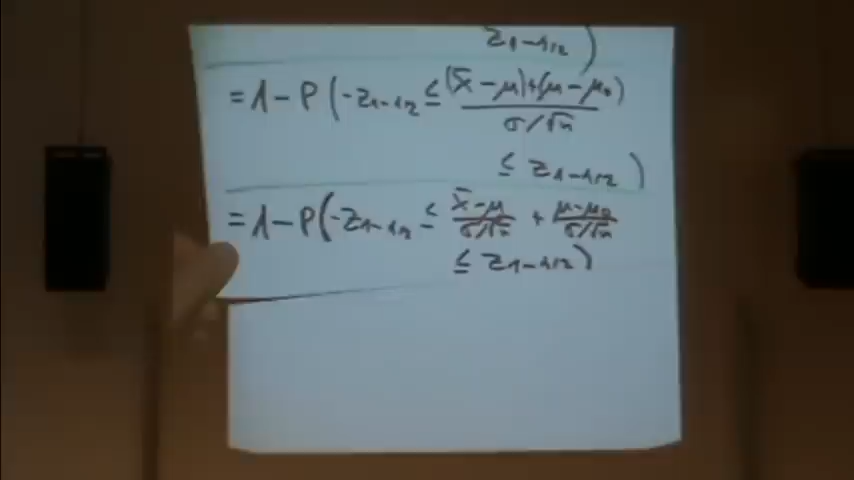 z₁₋α/₂ )
= 1 - P ( -z₁₋α/₂ ≤ ((x̄ - μ) + (μ - μ₀)) / (σ/√n)
≤ z₁₋α/₂ )
= 1 - P ( -z₁₋α/₂ ≤ (x̄ - μ)/(σ/√n) + (μ - μ₀)/(σ/√n)
≤ z₁₋α/₂ )